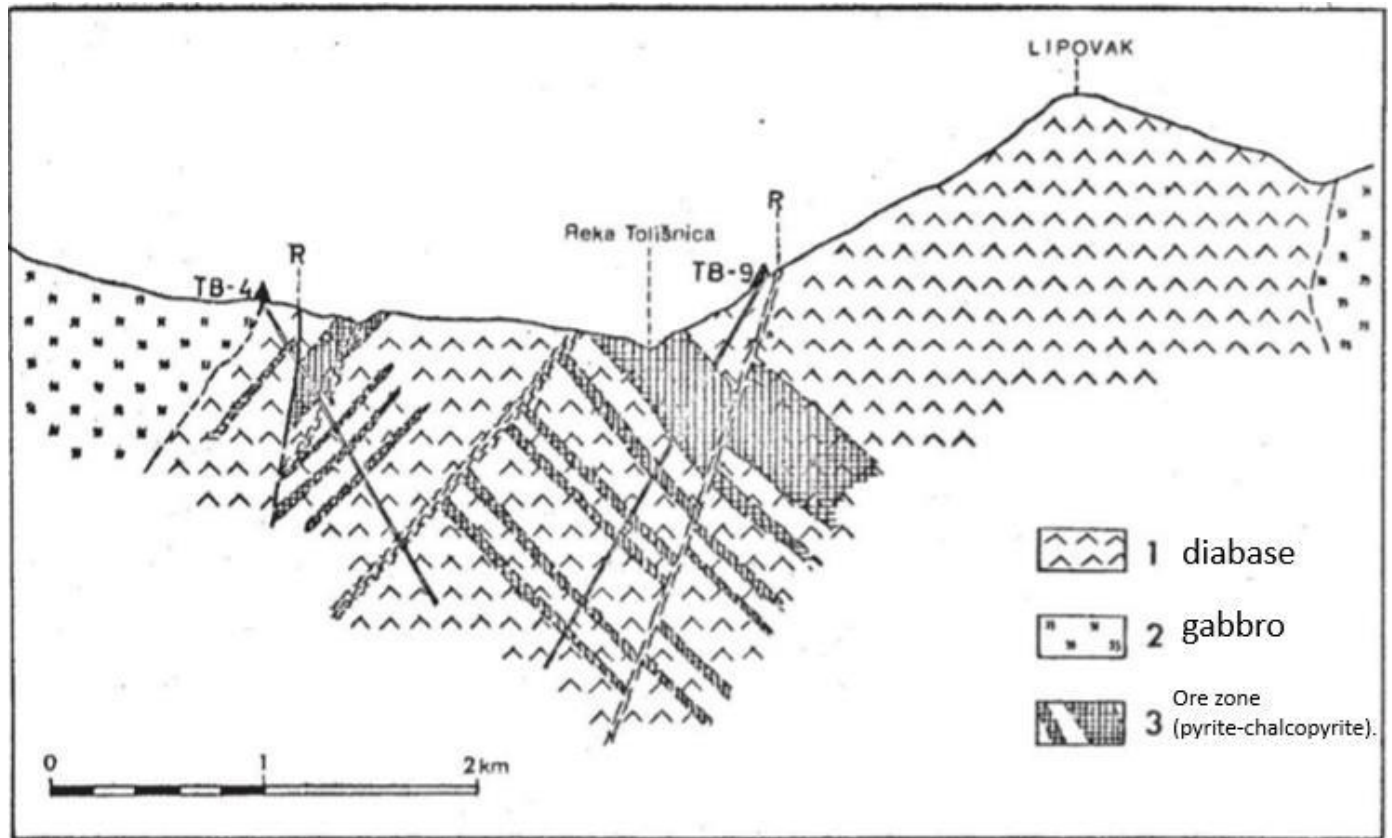 LIPOVAK
R
Reka Tolišnica
R
TB-9
TB-4
1 diabase
2 gabbro
3 Ore zone
(pyrite-chalcopyrite).
0 1 2 km